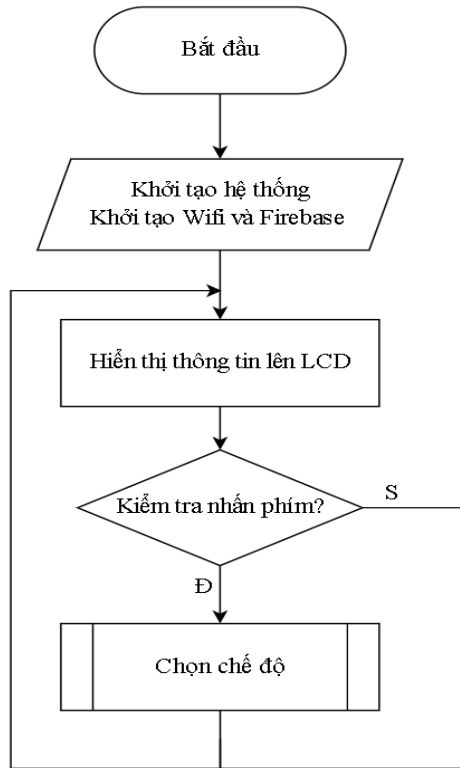 Bắt đầu
Khởi tạo hệ thống
Khởi tạo Wifi và Firebase
Hiển thị thông tin lên LCD
Kiểm tra nhấn phím?
S
Đ
Chọn chế độ